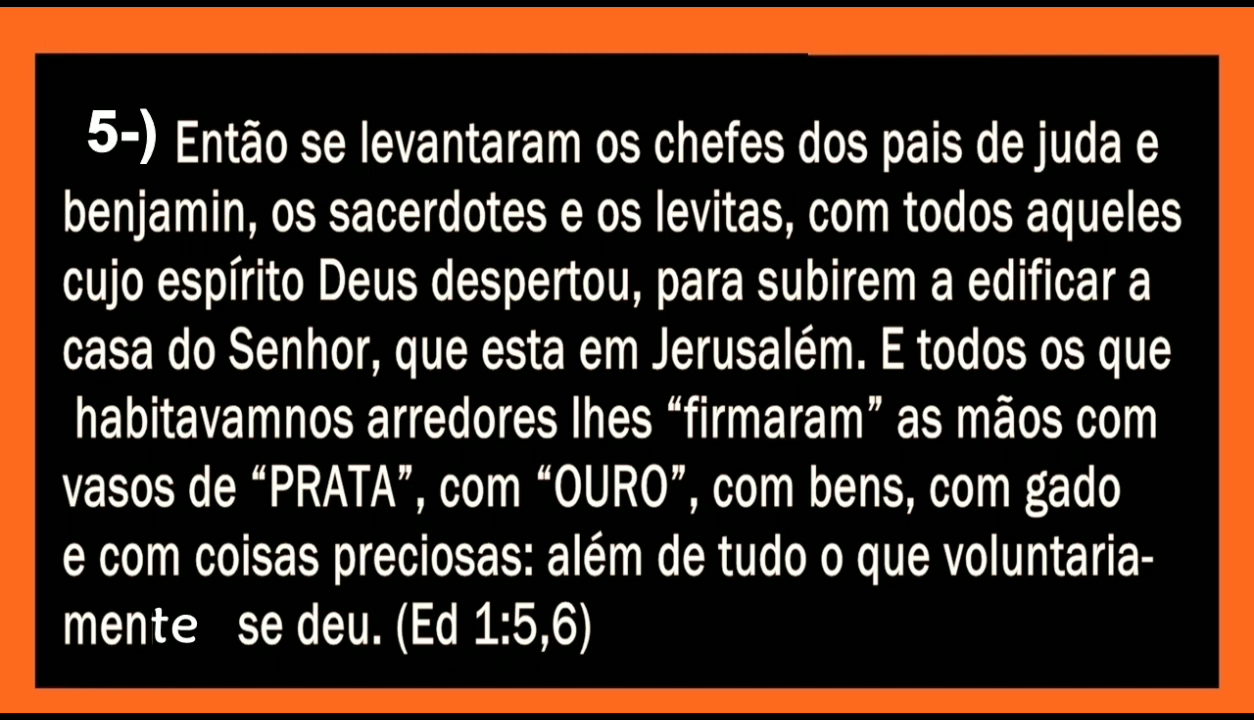 5-) Então se levantaram os chefes dos pais de juda e
benjamin, os sacerdotes e os levitas, com todos aqueles
cujo espírito Deus despertou, para subirem a edificar a
casa do Senhor, que esta em Jerusalém. E todos os que
habitavamnos arredores lhes “firmaram” as mãos com
vasos de “PRATA”, com “OURO”, com bens, com gado
e com coisas preciosas: além de tudo o que voluntaria-
mente se deu. (Ed 1:5,6)